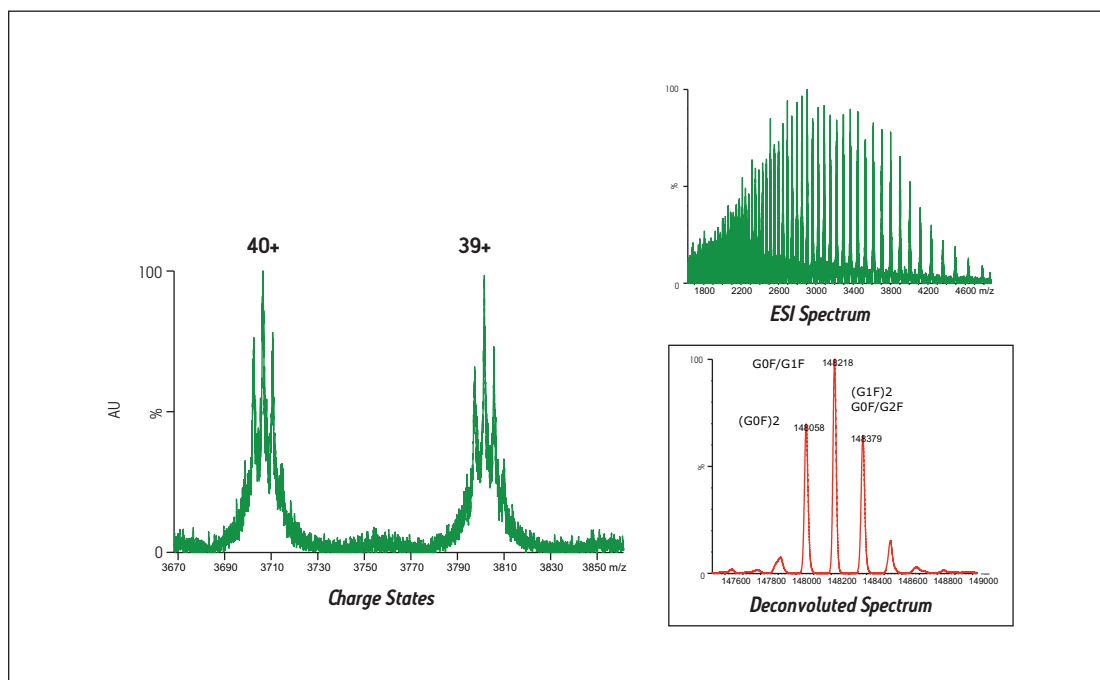 40+ 39+
100
AU
%
0
3670 3690 3710 3730 3750 3770 3790 3810 3830 3850 m/z
Charge States
100
%
0
1800 2200 2600 3000 3400 3800 4200 4600 m/z
ESI Spectrum
100
G0F/G1F
148218
(G1F)2
G0F/G2F
(G0F)2
148058
148379
%
0
147600 147800 148000 148200 148400 148600 148800 149000
Deconvoluted Spectrum